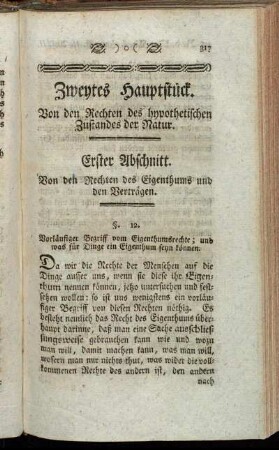 ) o (
317
Zweytes Hauptstück.
Von den Rechten des hypothetischen
Zustandes der Natur.
Erster Abschnitt.
Von den Rechten des Eigenthums und
den Verträgen.
§. 12.
Vorläufiger Begriff vom Eigenthumsrechte; und
was für Dinge ein Eigenthum seyn können.
Da wir die Rechte der Menschen auf die
Dinge ausser uns, wenn sie diese ihr Eigen-
thum nennen können, jetzo untersuchen und fest-
setzen wollen: so ist uns wenigstens ein vorläu-
figer Begriff von diesen Rechten nöthig. Es
besteht nemlich das Recht des Eigenthums über-
haupt darinne, daß man eine Sache ausschlies-
sungsweise gebrauchen kann wie und wozu
man will, damit machen kann, was man will,
wofern man nur nichts thut, was wider die voll-
kommenen Rechte des andern ist, den andern
nach